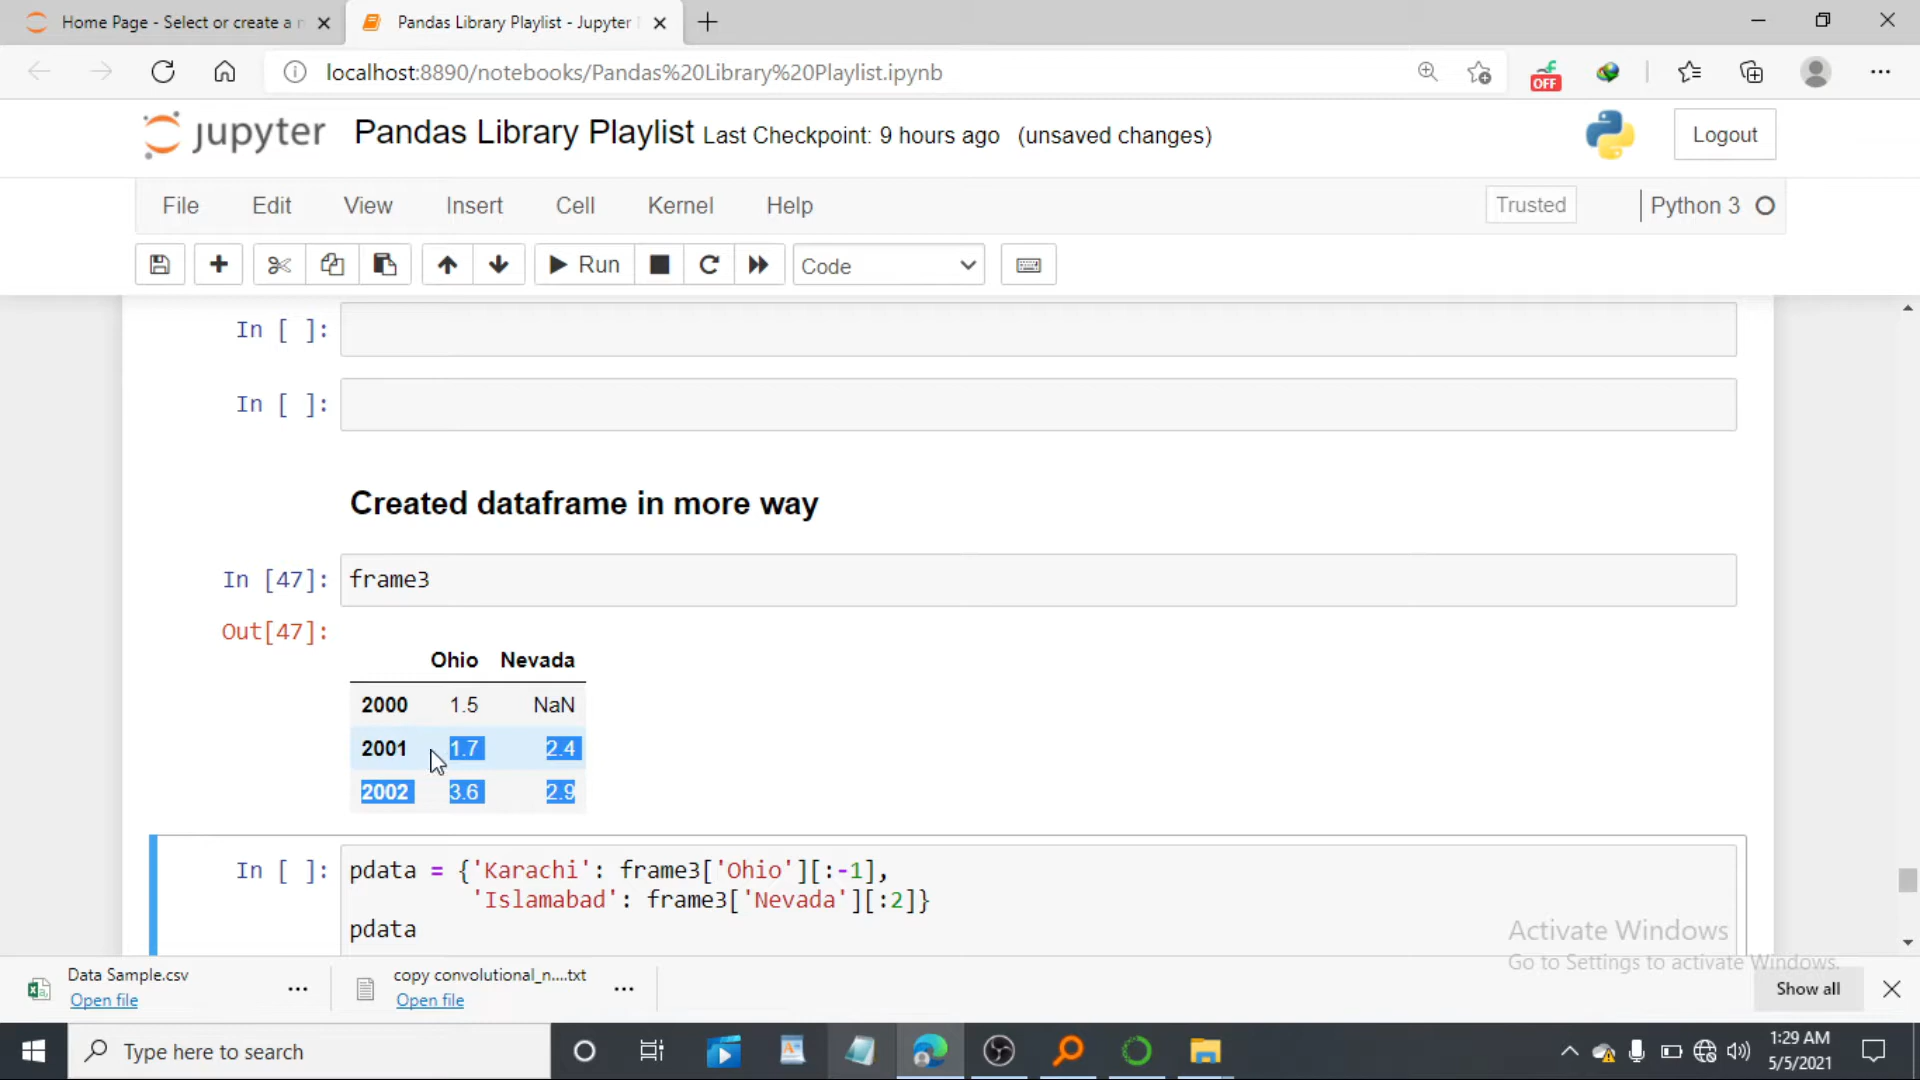 Home Page - Select or create a n
Pandas Library Playlist - Jupyter
localhost:8890/notebooks/Pandas%20Library%20Playlist.ipynb
OFF
jupyter Pandas Library Playlist Last Checkpoint: 9 hours ago (unsaved changes)
Logout
File Edit View Insert Cell Kernel Help
Trusted
Python 3
Run
Code
In [ ]:
In [ ]:
Created dataframe in more way
In [47]: frame3
Out[47]:
Ohio Nevada
2000 1.5 NaN
2001 1.7 2.4
2002 3.6 2.9
In [ ]: pdata = {'Karachi': frame3['Ohio'][:-1],
'Islamabad': frame3['Nevada'][:2]}
pdata
Activate Windows
Go to Settings to activate Windows.
Data Sample.csv
Open file
copy convolutional_n....txt
Open file
Show all
Type here to search
1:29 AM
5/5/2021